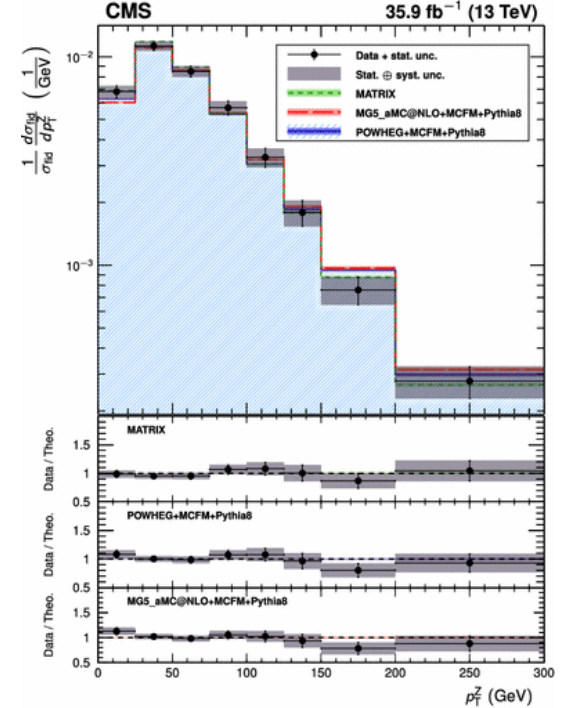 CMS 35.9 fb⁻¹ (13 TeV)
1/σ_fid dσ_fid/dp_T^Z (1/GeV)
10⁻²
10⁻³
Data + stat. unc.
Stat. ⊕ syst. unc.
MATRIX
MG5_aMC@NLO+MCFM+Pythia8
POWHEG+MCFM+Pythia8
MATRIX
Data / Theo.
1.5
1
0.5
POWHEG+MCFM+Pythia8
Data / Theo.
1.5
1
0.5
MG5_aMC@NLO+MCFM+Pythia8
Data / Theo.
1.5
1
0.5
0 50 100 150 200 250 300
p_T^Z (GeV)